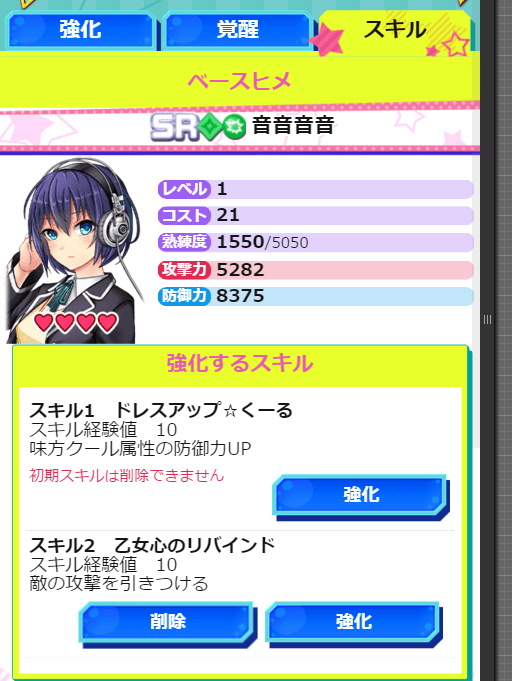 強化 覚醒 スキル
ベースヒメ
SR 音音音音
レベル 1
コスト 21
熟練度 1550/5050
攻撃力 5282
防御力 8375
強化するスキル
スキル1 ドレスアップ☆くーる
スキル経験値 10
味方クール属性の防御力UP
初期スキルは削除できません
強化
スキル2 乙女心のリバインド
スキル経験値 10
敵の攻撃を引きつける
削除 強化